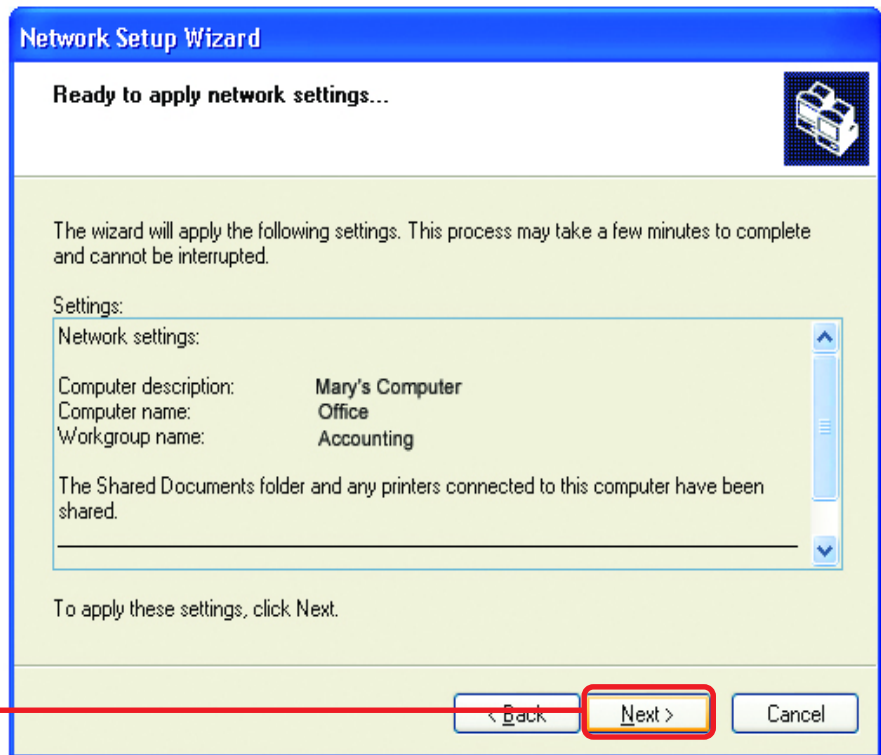 Network Setup Wizard
Ready to apply network settings...
The wizard will apply the following settings. This process may take a few minutes to complete
and cannot be interrupted.
Settings:
Network settings:
Computer description: Mary's Computer
Computer name: Office
Workgroup name: Accounting
The Shared Documents folder and any printers connected to this computer have been
shared.
To apply these settings, click Next.
< Back Next > Cancel